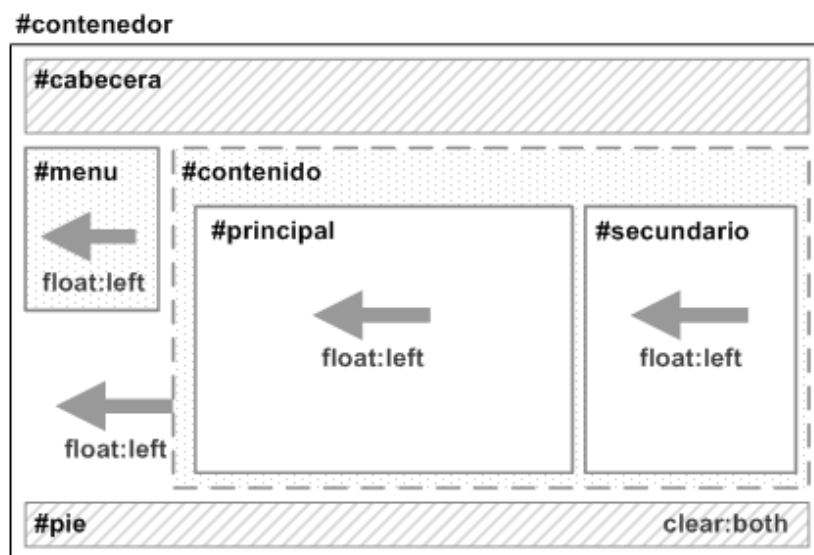 #contenedor
#cabecera
#menu
float:left
#contenido
#principal
float:left
#secundario
float:left
float:left
#pie
clear:both